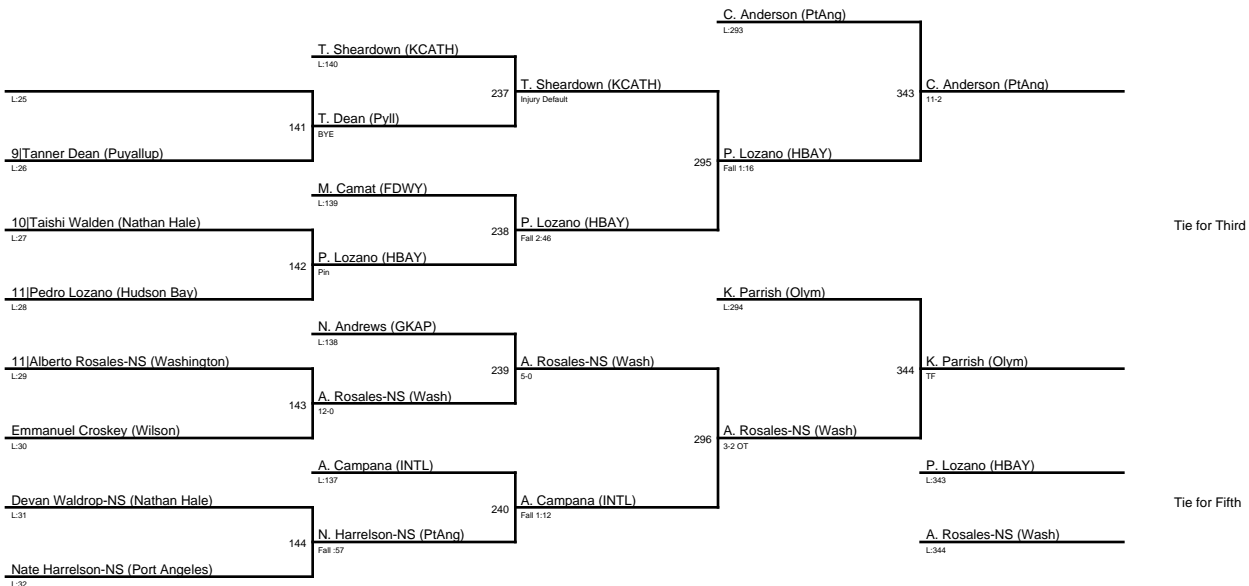 C. Anderson (PtAng)
L:293
T. Sheardown (KCATH)
L:140
237
T. Sheardown (KCATH)
Injury Default
343
C. Anderson (PtAng)
11-2
L:25
141
T. Dean (Pyll)
BYE
9|Tanner Dean (Puyallup)
L:26
295
P. Lozano (HBAY)
Fall 1:16
M. Camat (FDWY)
L:139
10|Taishi Walden (Nathan Hale)
L:27
238
P. Lozano (HBAY)
Fall 2:46
Tie for Third
142
P. Lozano (HBAY)
Pin
11|Pedro Lozano (Hudson Bay)
L:28
K. Parrish (Olym)
L:294
N. Andrews (GKAP)
L:138
11|Alberto Rosales-NS (Washington)
L:29
239
A. Rosales-NS (Wash)
5-0
344
K. Parrish (Olym)
TF
143
A. Rosales-NS (Wash)
12-0
Emmanuel Croskey (Wilson)
L:30
296
A. Rosales-NS (Wash)
3-2 OT
A. Campana (INTL)
L:137
P. Lozano (HBAY)
L:343
Devan Waldrop-NS (Nathan Hale)
L:31
240
A. Campana (INTL)
Fall 1:12
Tie for Fifth
144
N. Harrelson-NS (PtAng)
Fall :57
A. Rosales-NS (Wash)
L:344
Nate Harrelson-NS (Port Angeles)
L:32